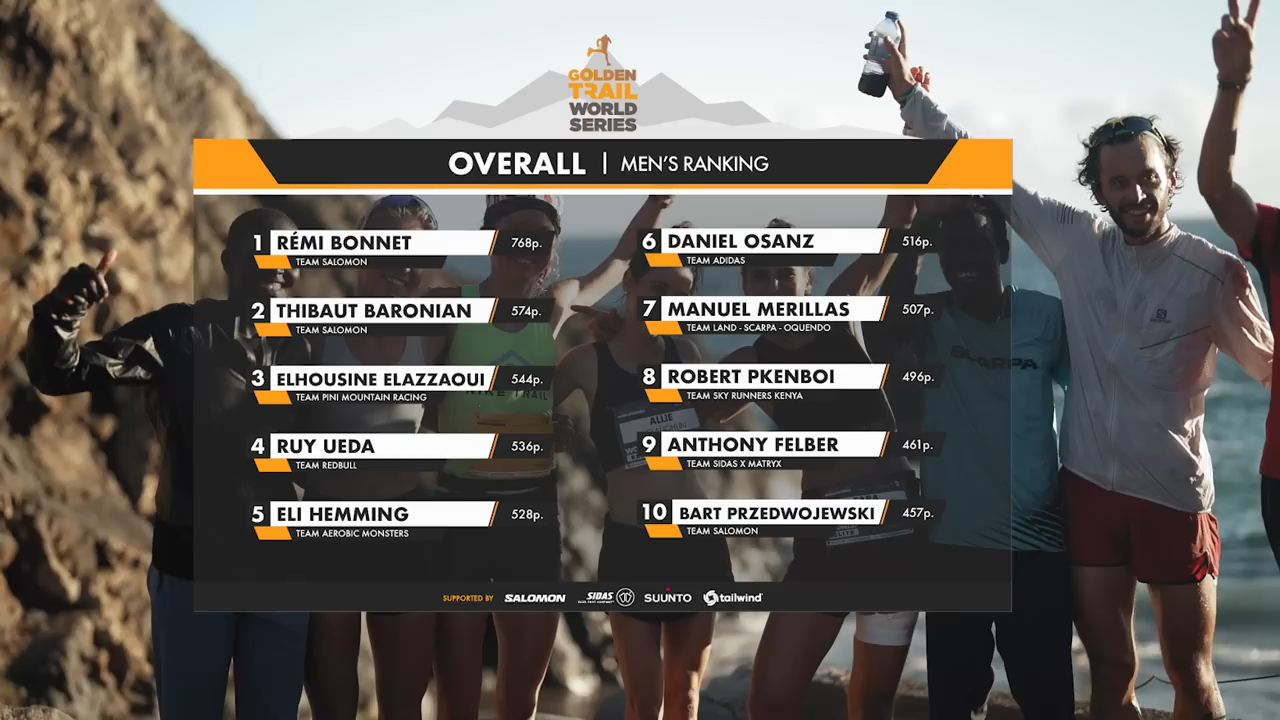 GOLDEN
TRAIL
WORLD
SERIES
OVERALL | MEN'S RANKING
1 RÉMI BONNET 768p.
TEAM SALOMON
2 THIBAUT BARONIAN 574p.
TEAM SALOMON
3 ELHOUSINE ELAZZAOUI 544p.
TEAM PINI MOUNTAIN RACING
4 RUY UEDA 536p.
TEAM REDBULL
5 ELI HEMMING 528p.
TEAM AEROBIC MONSTERS
6 DANIEL OSANZ 516p.
TEAM ADIDAS
7 MANUEL MERILLAS 507p.
TEAM LAND - SCARPA - OQUENDO
8 ROBERT PKENBOI 496p.
TEAM SKY RUNNERS KENYA
9 ANTHONY FELBER 461p.
TEAM SIDAS X MATRYX
10 BART PRZEDWOJEWSKI 457p.
TEAM SALOMON
SUPPORTED BY SALOMON SIDAS SUUNTO tailwind
SCARPA
NIKE TRAIL
ALLIE